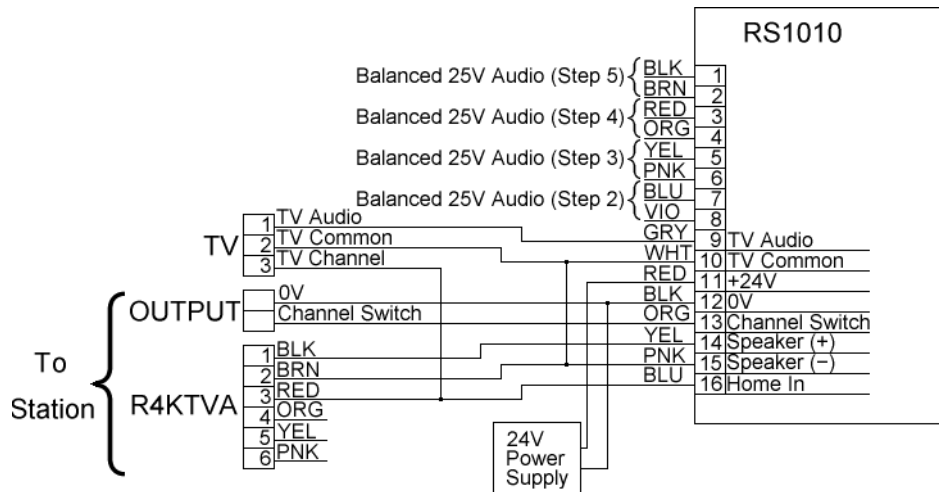 RS1010
Balanced 25V Audio (Step 5)
BLK
1
BRN
2
Balanced 25V Audio (Step 4)
RED
3
ORG
4
Balanced 25V Audio (Step 3)
YEL
5
PNK
6
Balanced 25V Audio (Step 2)
BLU
7
VIO
8
GRY
9 TV Audio
WHT
10 TV Common
RED
11 +24V
BLK
12 0V
ORG
13 Channel Switch
YEL
14 Speaker (+)
PNK
15 Speaker (−)
BLU
16 Home In
TV
1 TV Audio
2 TV Common
3 TV Channel
OUTPUT
0V
Channel Switch
To
Station
R4KTVA
1 BLK
2 BRN
3 RED
4 ORG
5 YEL
6 PNK
24V
Power
Supply